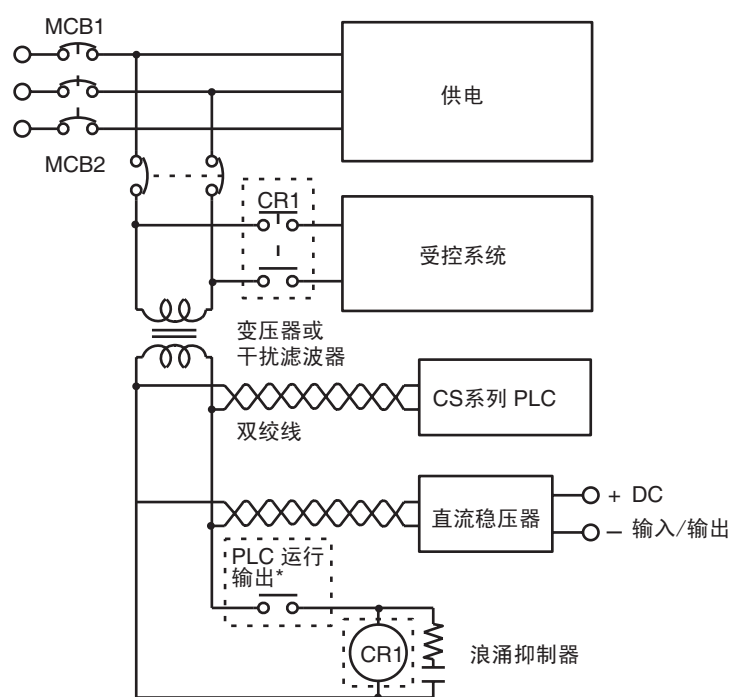 MCB1
供电
MCB2
CR1
受控系统
变压器或
干扰滤波器
CS系列 PLC
双绞线
直流稳压器
+ DC
– 输入/输出
PLC 运行
输出*
CR1
浪涌抑制器